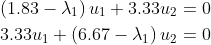 (1.83 − λ₁) u₁ + 3.33u₂ = 0
3.33u₁ + (6.67 − λ₁) u₂ = 0